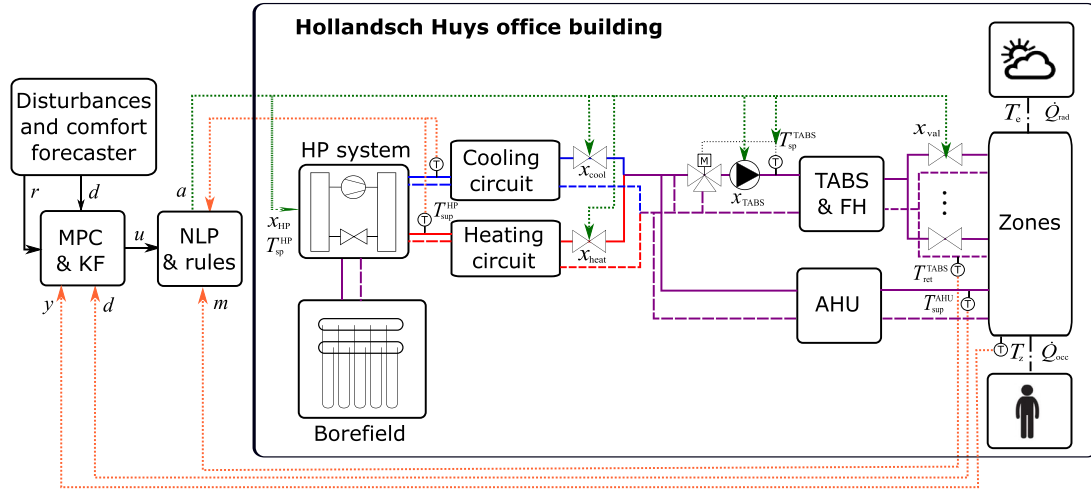 Hollandsch Huys office building
Disturbances
and comfort
forecaster
r
d
a
MPC
& KF
u
NLP
& rules
y
d
m
HP system
x_HP
T_sp^HP
T_sup^HP
T
T
Cooling
circuit
Heating
circuit
x_cool
x_heat
Borefield
M
x_TABS
T_sp^TABS
T
TABS
& FH
AHU
x_val
T_ret^TABS
T
T_sup^AHU
T
T_e
Q̇_rad
Zones
T
T_z
Q̇_occ